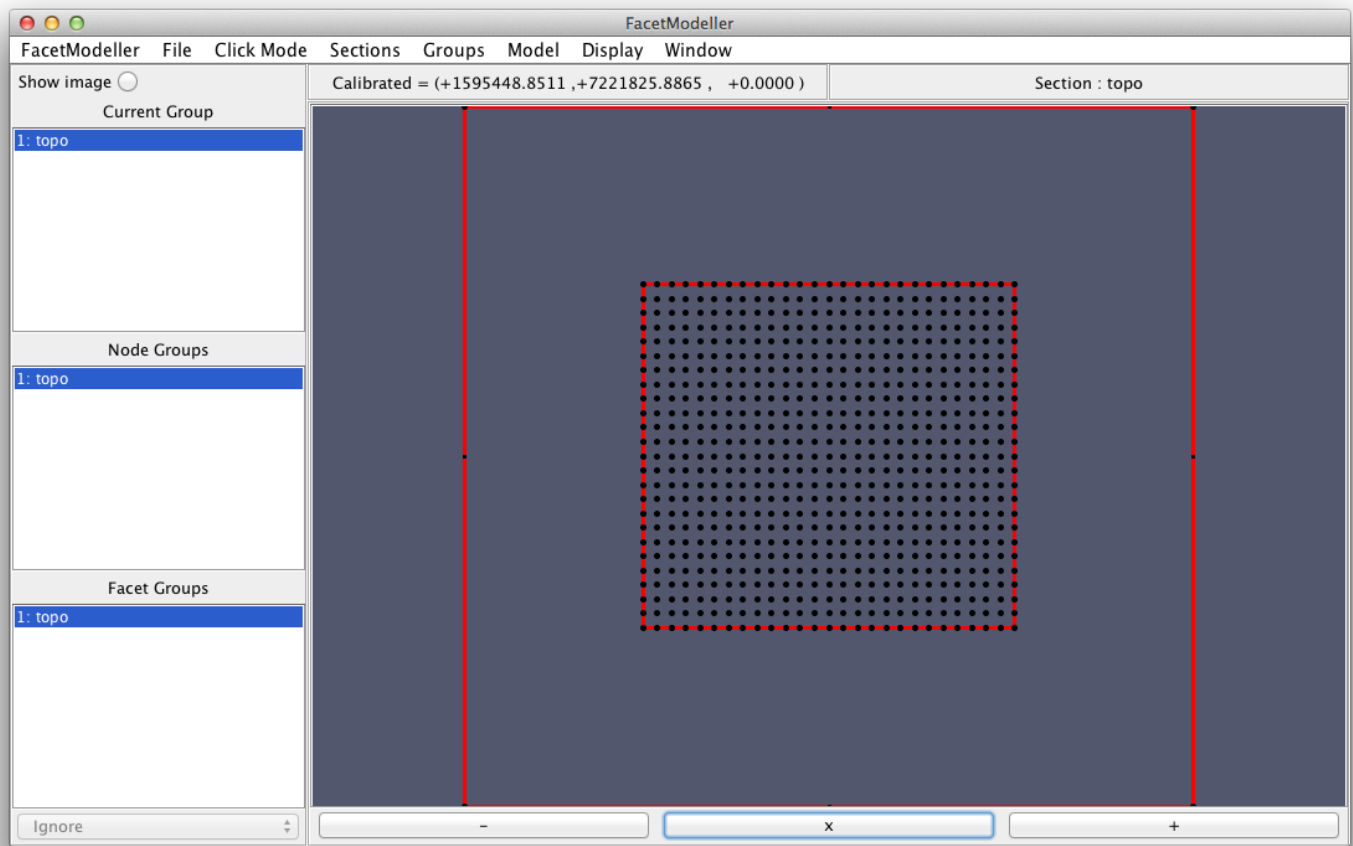 FacetModeller
FacetModeller File Click Mode Sections Groups Model Display Window
Show image
Calibrated = (+1595448.8511 ,+7221825.8865 , +0.0000 )
Section : topo
Current Group
1: topo
Node Groups
1: topo
Facet Groups
1: topo
Ignore
-
x
+